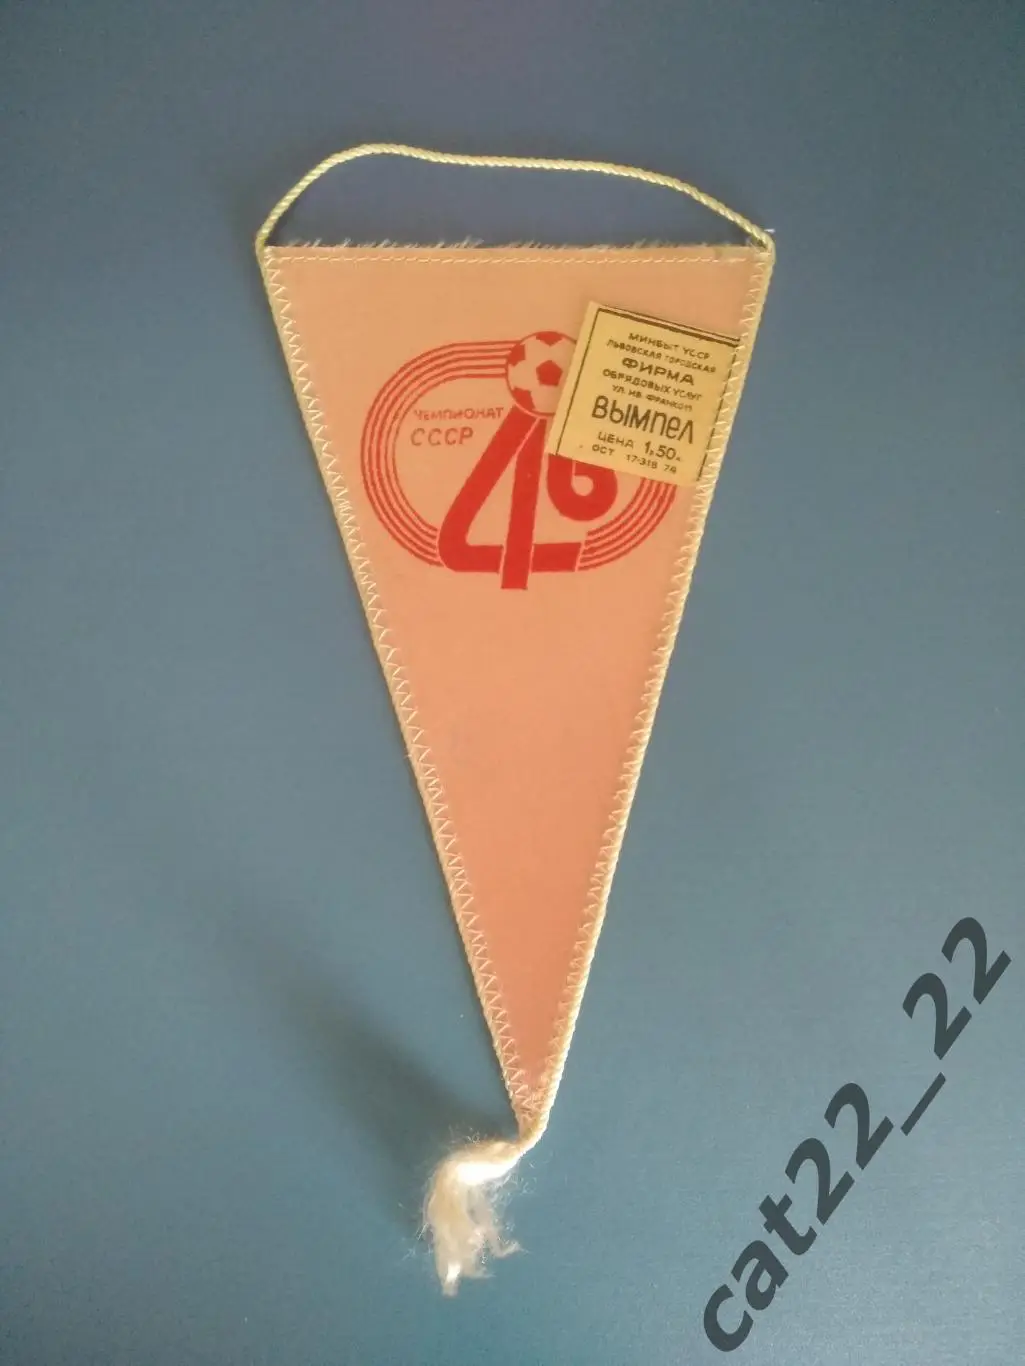 ЧЕМПИОНАТ
СССР
46
МИНБЫТ УССР
ЛЬВОВСКАЯ ГОРОДСКАЯ
ФИРМА
ОБРЯДОВЫХ УСЛУГ
УЛ. ИВ. ФРАНКО 11
ВЫМПЕЛ
ЦЕНА 1,50 к.
ОСТ 17-318 74
cat22_22